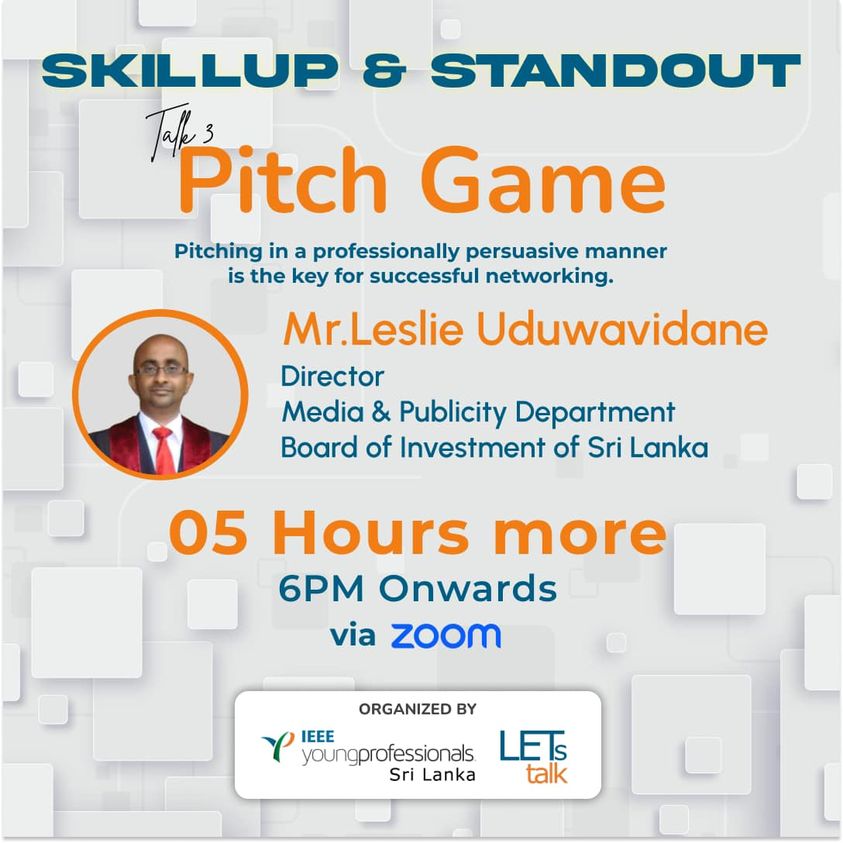 SKILLUP & STANDOUT
Talk 3
Pitch Game
Pitching in a professionally persuasive manner
is the key for successful networking.
Mr.Leslie Uduwavidane
Director
Media & Publicity Department
Board of Investment of Sri Lanka
05 Hours more
6PM Onwards
via zoom
ORGANIZED BY
IEEE
youngprofessionals
Sri Lanka
LETs
talk